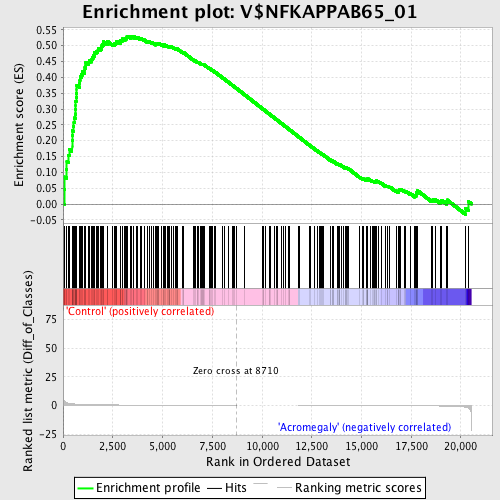 Enrichment plot: V$NFKAPPAB65_01
Enrichment score (ES)
0.55
0.50
0.45
0.40
0.35
0.30
0.25
0.20
0.15
0.10
0.05
0.00
-0.05
Ranked list metric (Diff_of_Classes)
'Control' (positively correlated)
75
50
25
0
-25
Zero cross at 8710
'Acromegaly' (negatively correlated)
0 2,500 5,000 7,500 10,000 12,500 15,000 17,500 20,000
Rank in Ordered Dataset
Enrichment profile Hits Ranking metric scores